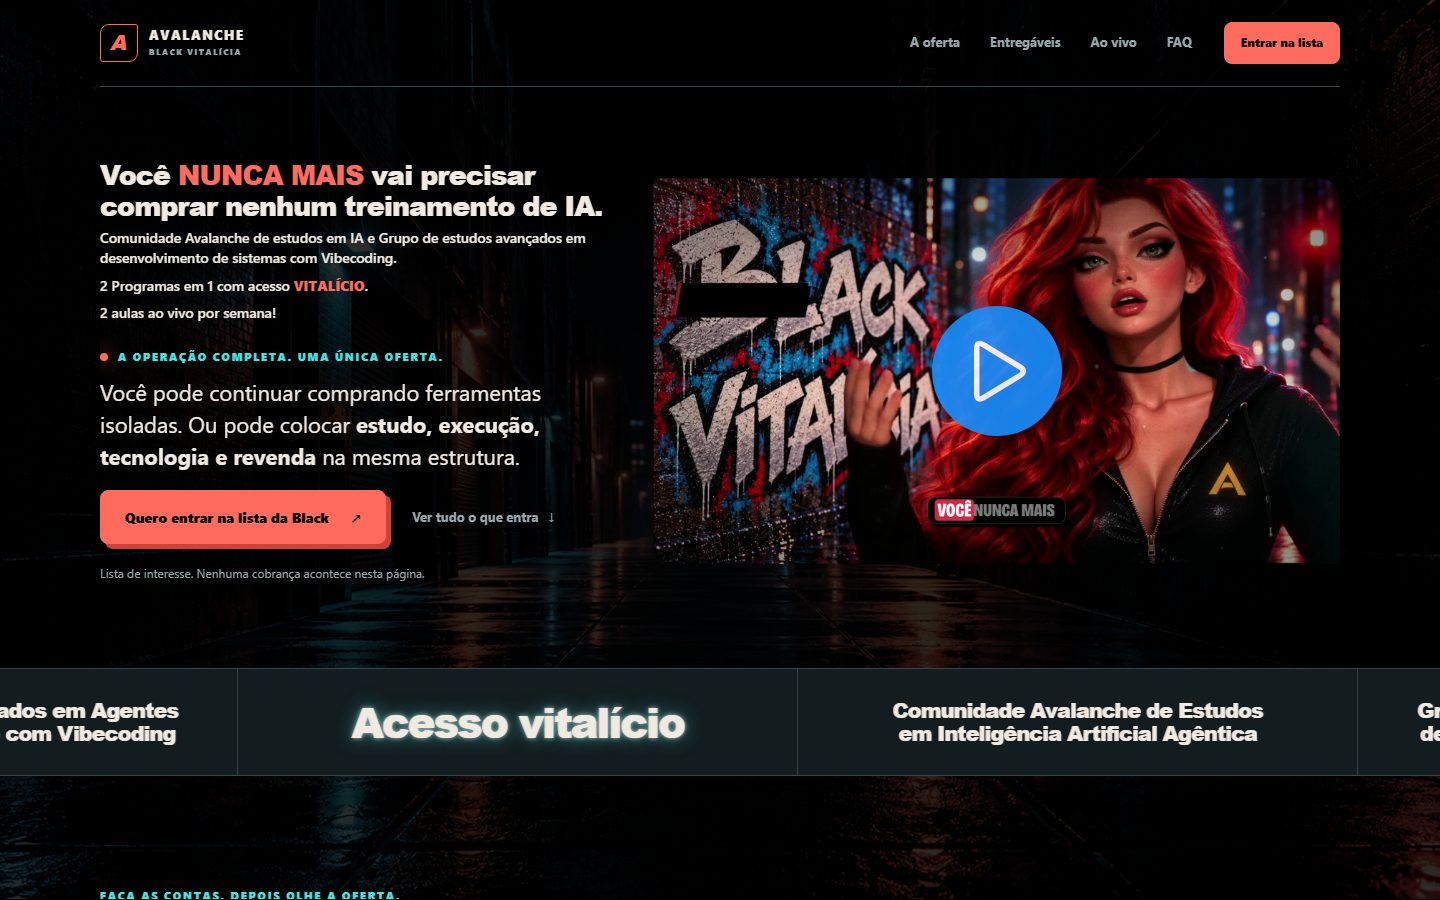 A
AVALANCHE
BLACK VITALÍCIA
A oferta
Entregáveis
Ao vivo
FAQ
Entrar na lista
Você NUNCA MAIS vai precisar
comprar nenhum treinamento de IA.
Comunidade Avalanche de estudos em IA e Grupo de estudos avançados em
desenvolvimento de sistemas com Vibecoding.
2 Programas em 1 com acesso VITALÍCIO.
2 aulas ao vivo por semana!
A OPERAÇÃO COMPLETA. UMA ÚNICA OFERTA.
Você pode continuar comprando ferramentas
isoladas. Ou pode colocar estudo, execução,
tecnologia e revenda na mesma estrutura.
Quero entrar na lista da Black ↗
Ver tudo o que entra ↓
Lista de interesse. Nenhuma cobrança acontece nesta página.
BLACK
VOCÊ NUNCA MAIS
ados em Agentes
com Vibecoding
Acesso vitalício
Comunidade Avalanche de Estudos
em Inteligência Artificial Agêntica
Gr
de
FAÇA AS CONTAS. DEPOIS OLHE A OFERTA.